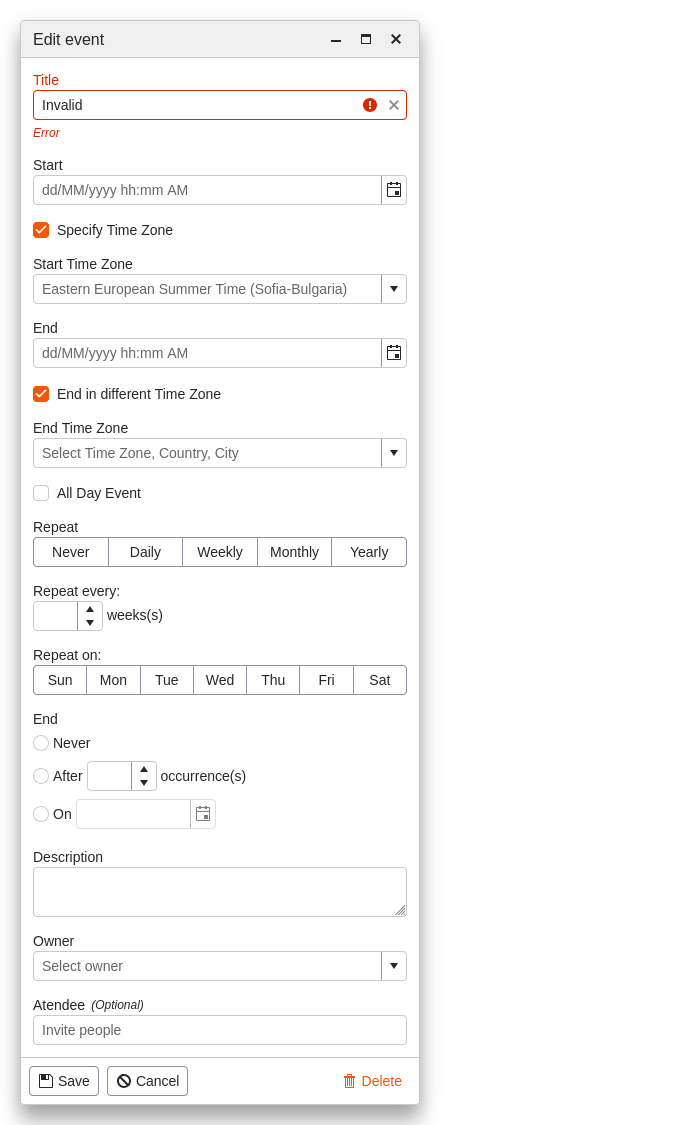 Edit event
Title
Invalid
Error
Start
dd/MM/yyyy hh:mm AM
Specify Time Zone
Start Time Zone
Eastern European Summer Time (Sofia-Bulgaria)
End
dd/MM/yyyy hh:mm AM
End in different Time Zone
End Time Zone
Select Time Zone, Country, City
All Day Event
Repeat
Never Daily Weekly Monthly Yearly
Repeat every:
weeks(s)
Repeat on:
Sun Mon Tue Wed Thu Fri Sat
End
Never
After occurrence(s)
On
Description
Owner
Select owner
Atendee (Optional)
Invite people
Save Cancel Delete